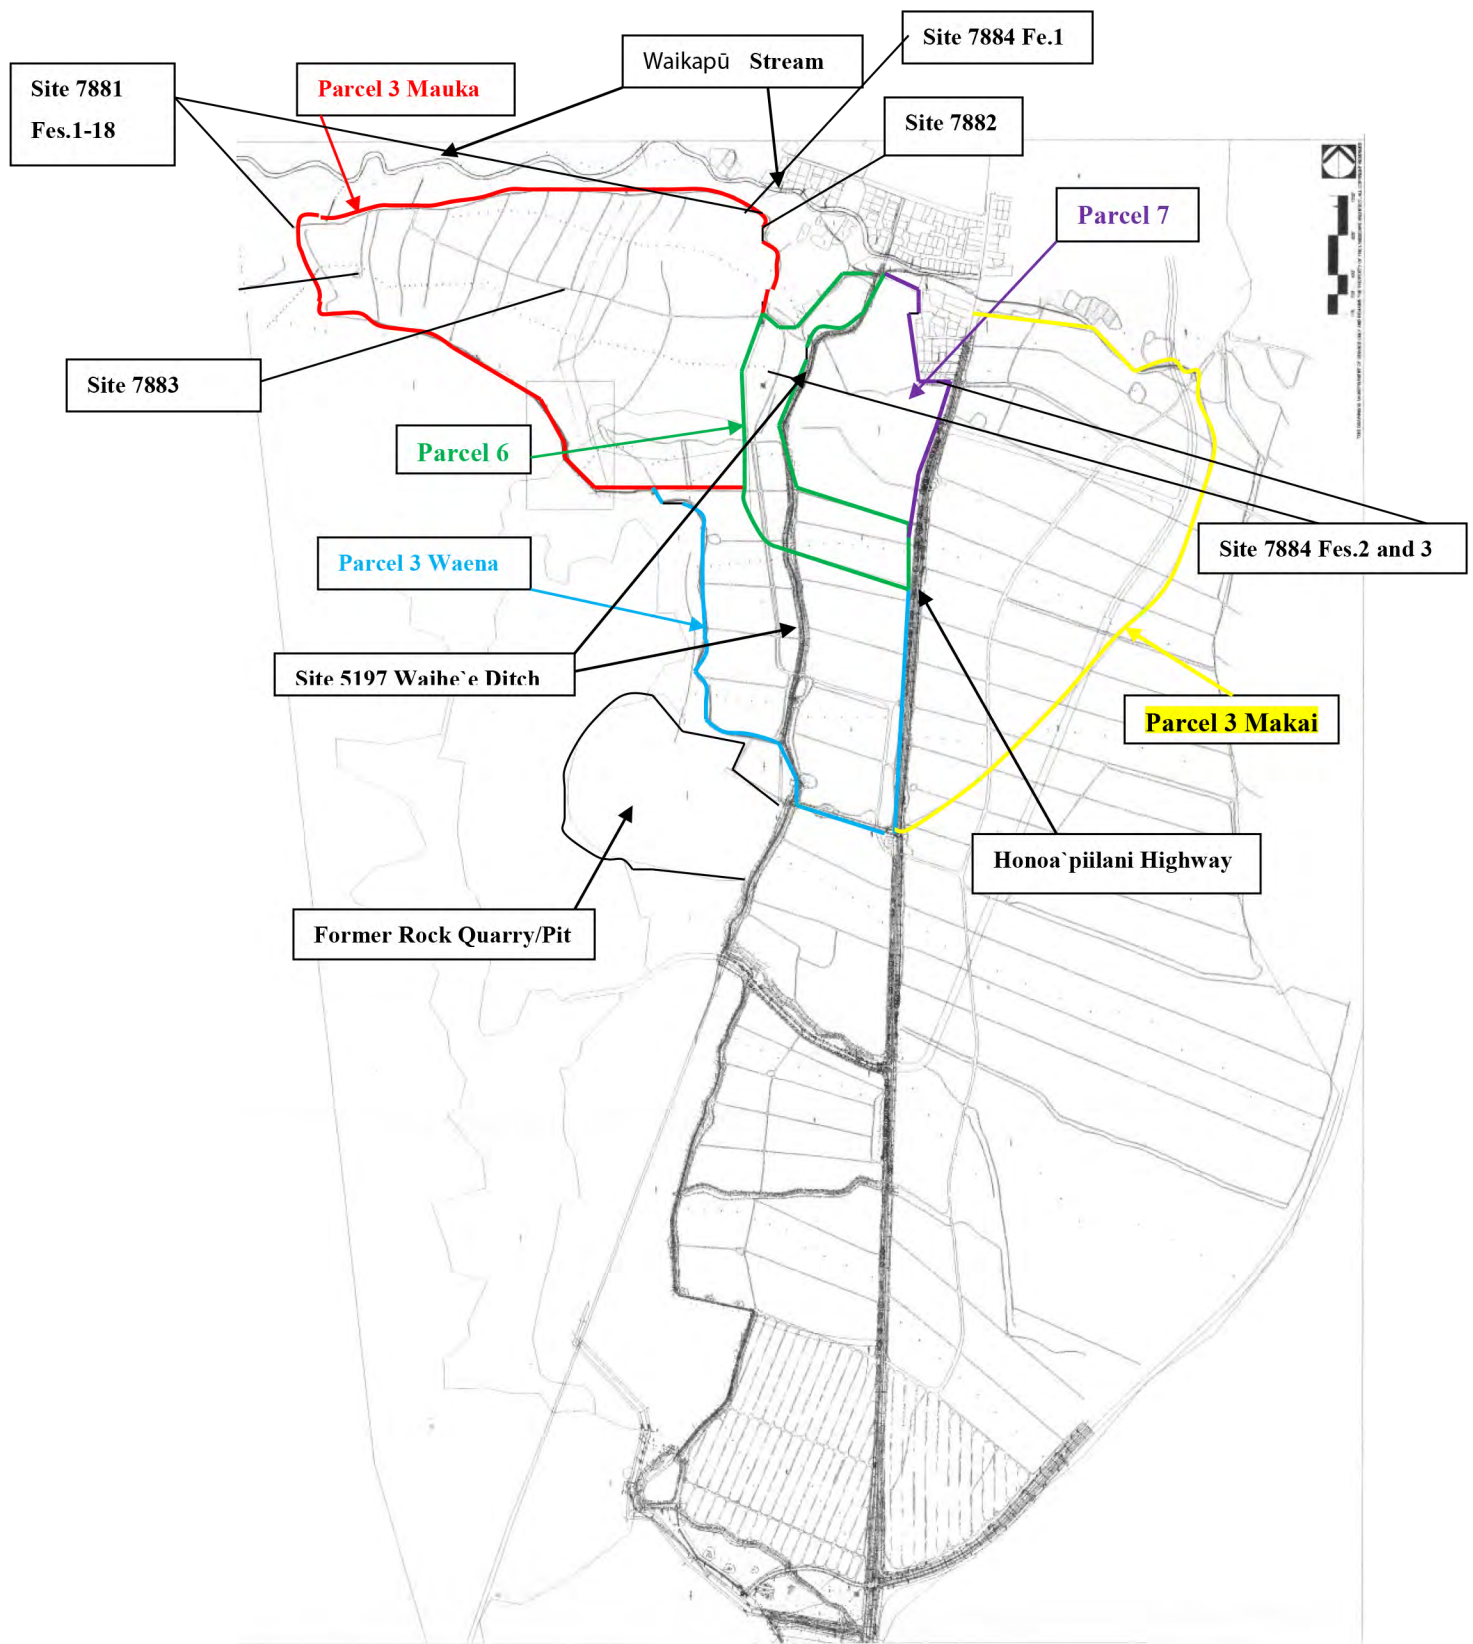 Site 7884 Fe.1
Waikapū Stream
Site 7881
Fes.1-18
Parcel 3 Mauka
Site 7882
Parcel 7
Site 7883
Parcel 6
Site 7884 Fes.2 and 3
Parcel 3 Waena
Site 5197 Waihe`e Ditch
Parcel 3 Makai
Honoa`piilani Highway
Former Rock Quarry/Pit